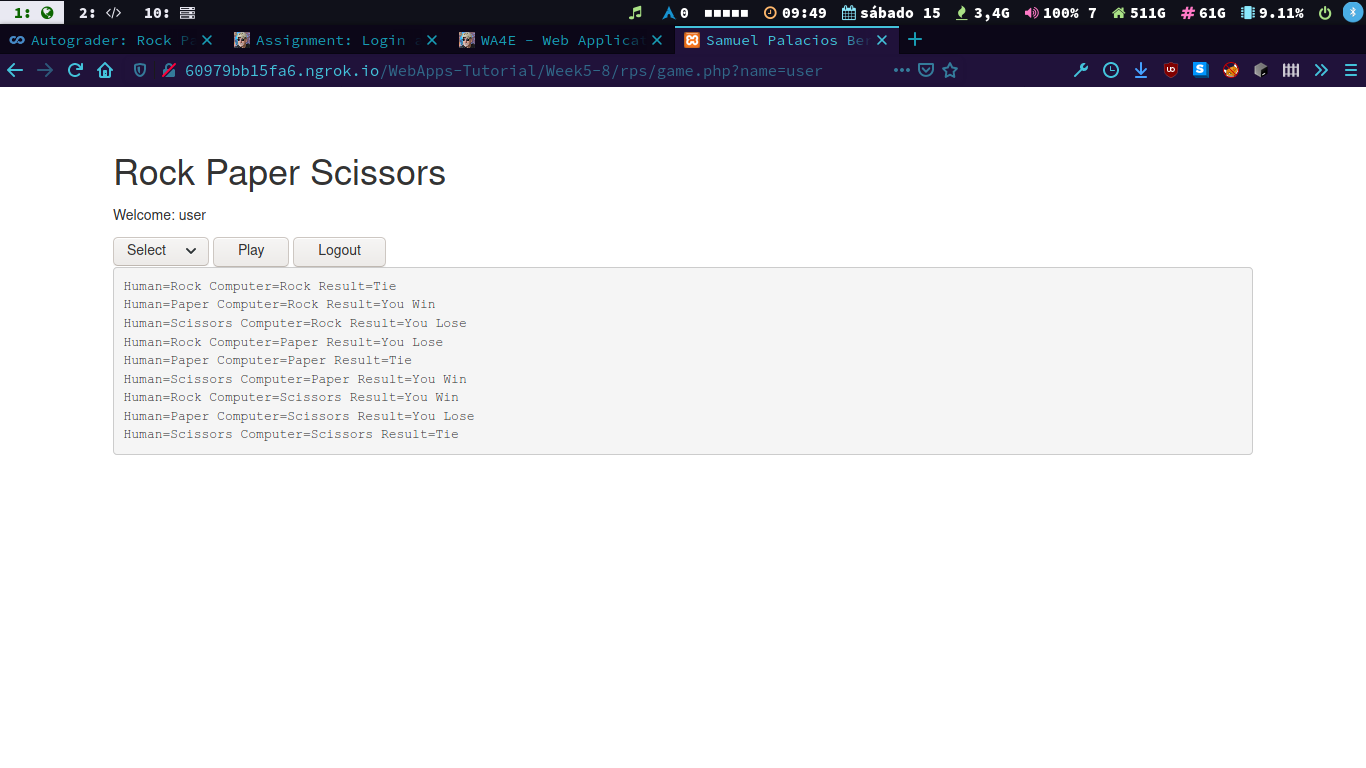 1: 2: </> 10: 0 09:49 sábado 15 3,4G 100% 7 511G 61G 9.11%
Autograder: Rock Pa Assignment: Login a WA4E - Web Applicat Samuel Palacios Ber
60979bb15fa6.ngrok.io/WebApps-Tutorial/Week5-8/rps/game.php?name=user
Rock Paper Scissors
Welcome: user
Select Play Logout
Human=Rock Computer=Rock Result=Tie
Human=Paper Computer=Rock Result=You Win
Human=Scissors Computer=Rock Result=You Lose
Human=Rock Computer=Paper Result=You Lose
Human=Paper Computer=Paper Result=Tie
Human=Scissors Computer=Paper Result=You Win
Human=Rock Computer=Scissors Result=You Win
Human=Paper Computer=Scissors Result=You Lose
Human=Scissors Computer=Scissors Result=Tie